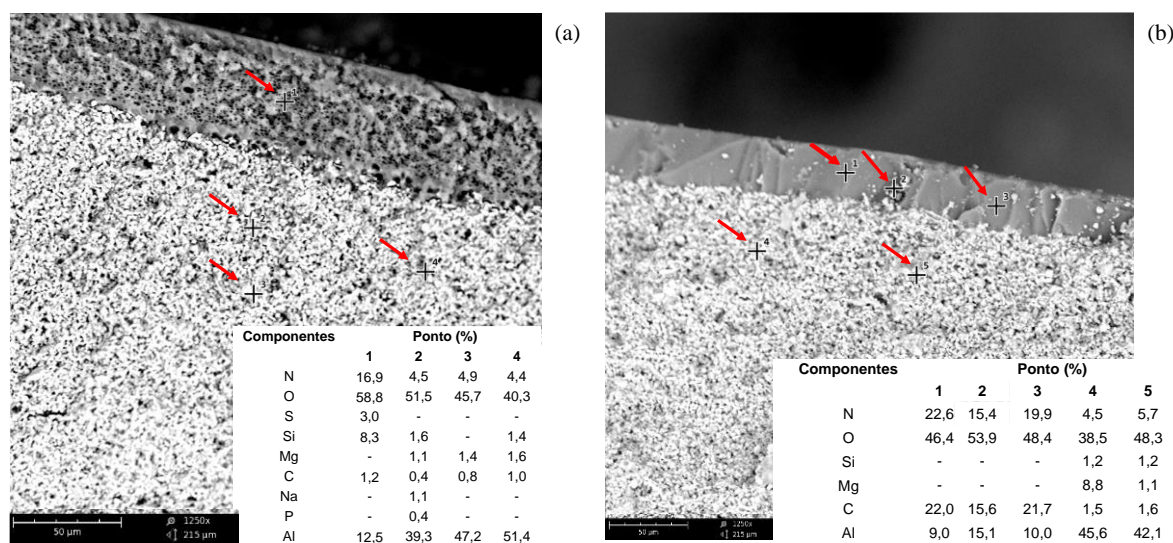 (a)
1
2
4
3
Componentes Ponto (%)
1 2 3 4
N 16,9 4,5 4,9 4,4
O 58,8 51,5 45,7 40,3
S 3,0 - - -
Si 8,3 1,6 - 1,4
Mg - 1,1 1,4 1,6
C 1,2 0,4 0,8 1,0
Na - 1,1 - -
P - 0,4 - -
Al 12,5 39,3 47,2 51,4
50 µm
1250x
215 µm
(b)
1
2
3
4
5
Componentes Ponto (%)
1 2 3 4 5
N 22,6 15,4 19,9 4,5 5,7
O 46,4 53,9 48,4 38,5 48,3
Si - - - 1,2 1,2
Mg - - - 8,8 1,1
C 22,0 15,6 21,7 1,5 1,6
Al 9,0 15,1 10,0 45,6 42,1
50 µm
1250x
215 µm